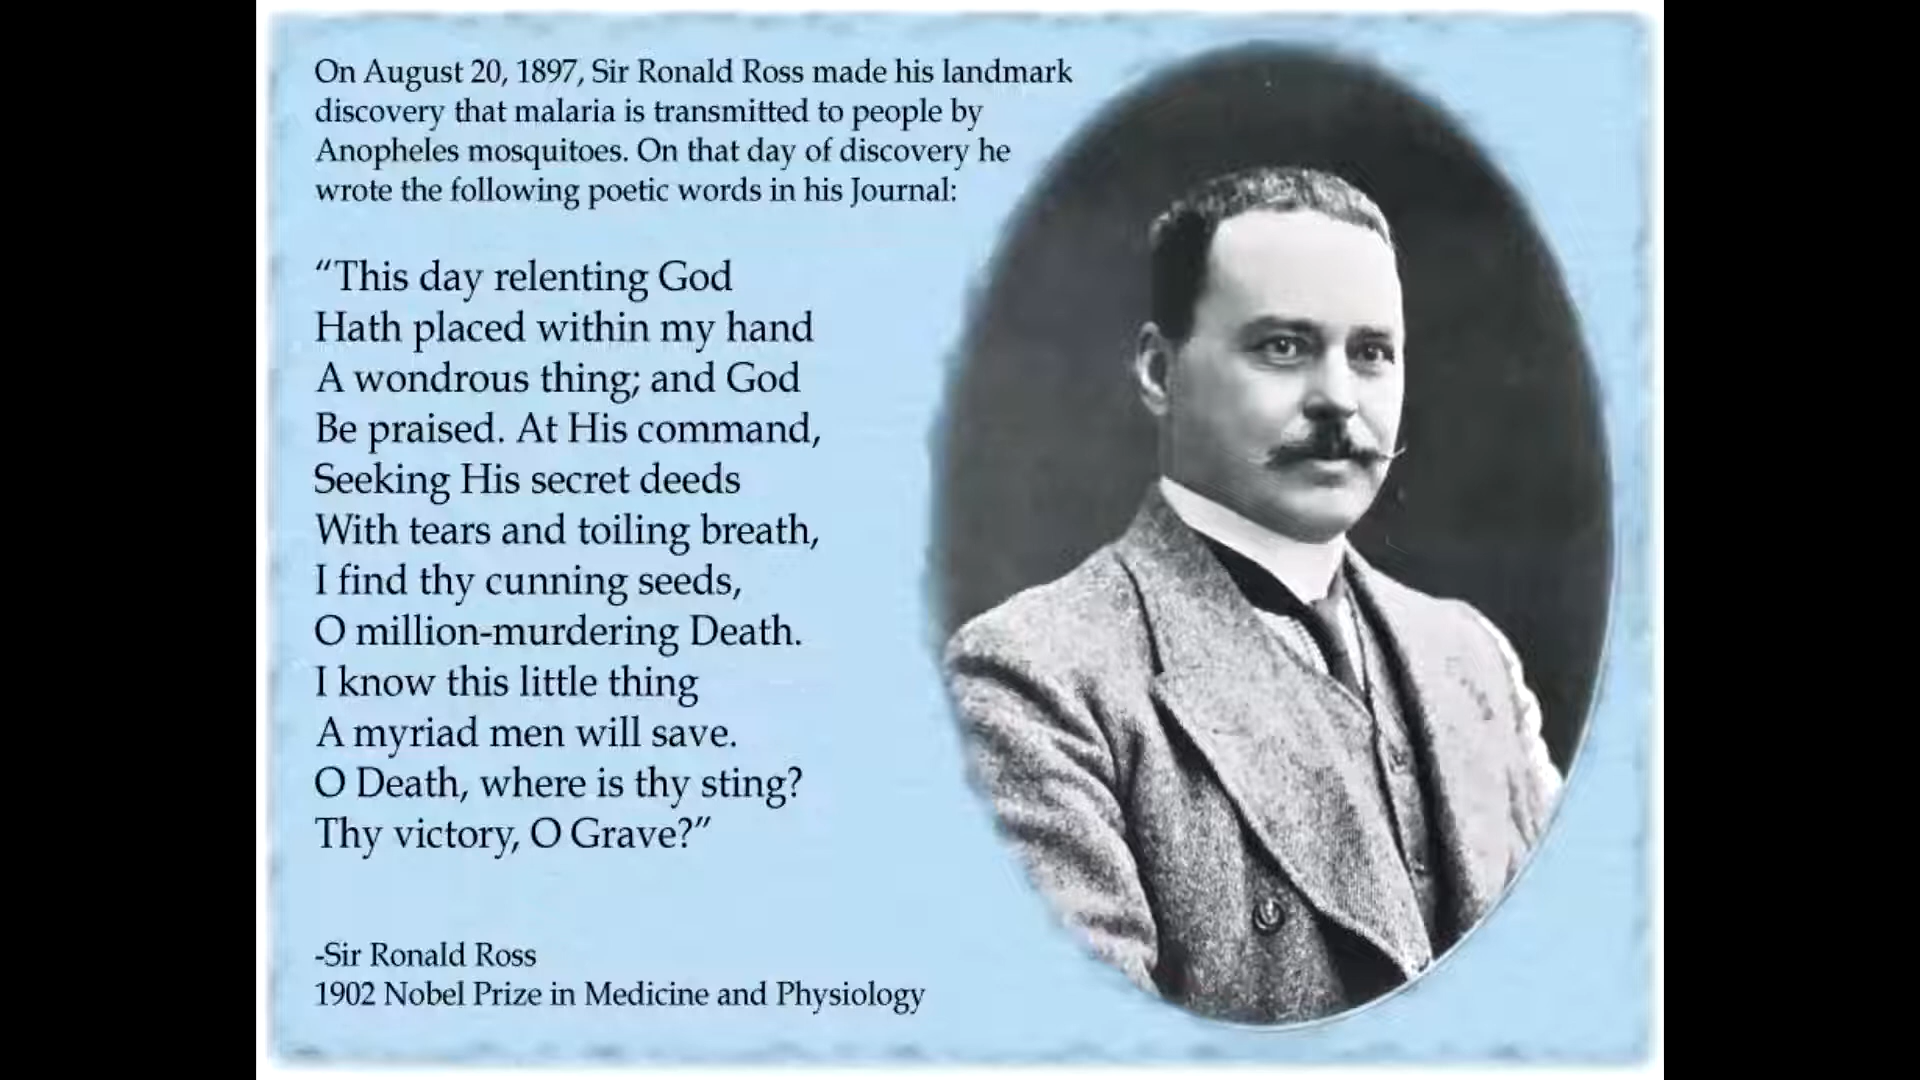 On August 20, 1897, Sir Ronald Ross made his landmark
discovery that malaria is transmitted to people by
Anopheles mosquitoes. On that day of discovery he
wrote the following poetic words in his Journal:
“This day relenting God
Hath placed within my hand
A wondrous thing; and God
Be praised. At His command,
Seeking His secret deeds
With tears and toiling breath,
I find thy cunning seeds,
O million-murdering Death.
I know this little thing
A myriad men will save.
O Death, where is thy sting?
Thy victory, O Grave?”
-Sir Ronald Ross
1902 Nobel Prize in Medicine and Physiology